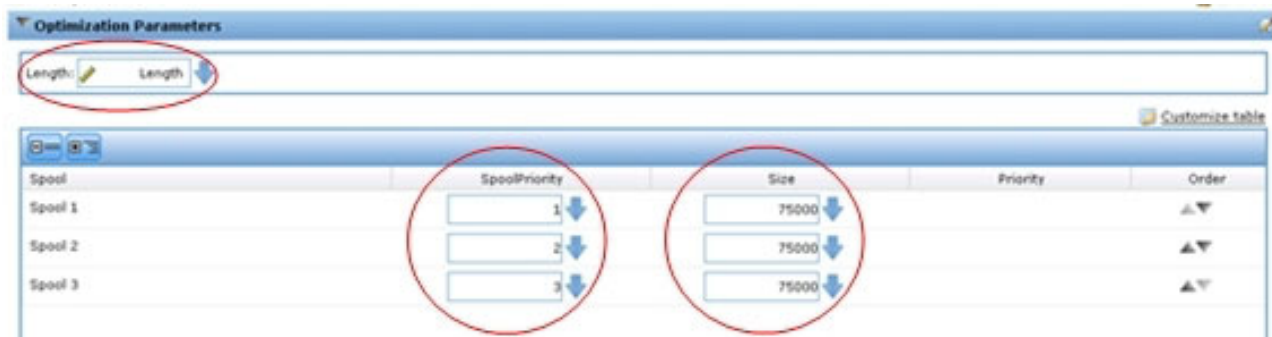 Optimization Parameters
Length: Length
Customize table
Spool SpoolPriority Size Priority Order
Spool 1 1 75000
Spool 2 2 75000
Spool 3 3 75000